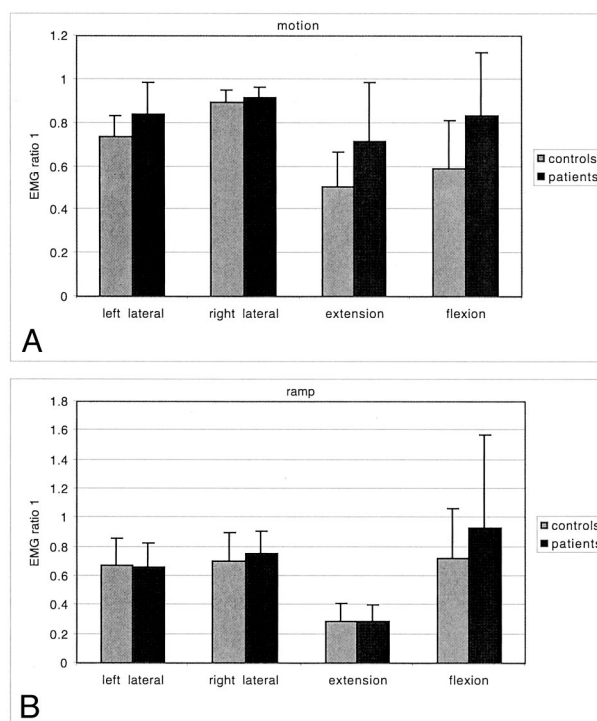 motion
1.2
1
0.8
0.6
0.4
0.2
0
EMG ratio 1
left lateral
right lateral
extension
flexion
controls
patients
A
ramp
1.8
1.6
1.4
1.2
1
0.8
0.6
0.4
0.2
0
EMG ratio 1
left lateral
right lateral
extension
flexion
controls
patients
B